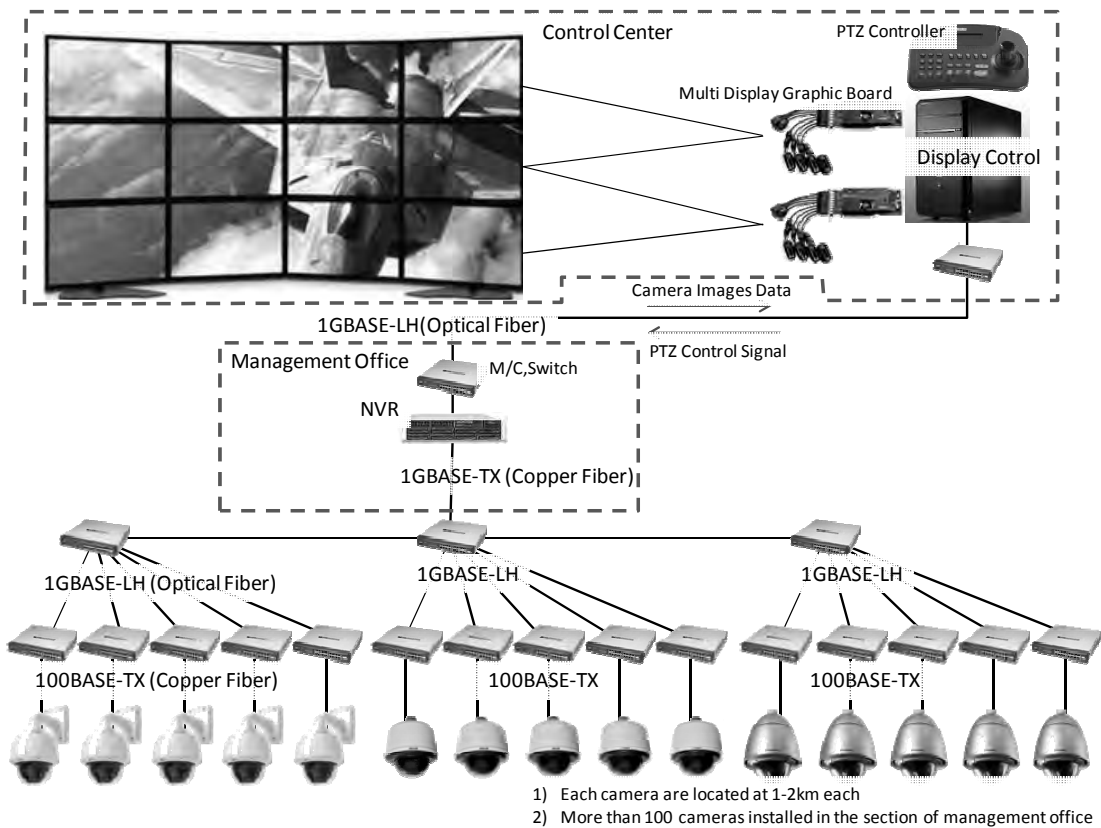 Control Center
PTZ Controller
Multi Display Graphic Board
Display Cotrol
Camera Images Data
1GBASE-LH(Optical Fiber)
PTZ Control Signal
Management Office
M/C,Switch
NVR
1GBASE-TX (Copper Fiber)
1GBASE-LH (Optical Fiber)
1GBASE-LH
1GBASE-LH
100BASE-TX (Copper Fiber)
100BASE-TX
100BASE-TX
1) Each camera are located at 1-2km each
2) More than 100 cameras installed in the section of management office